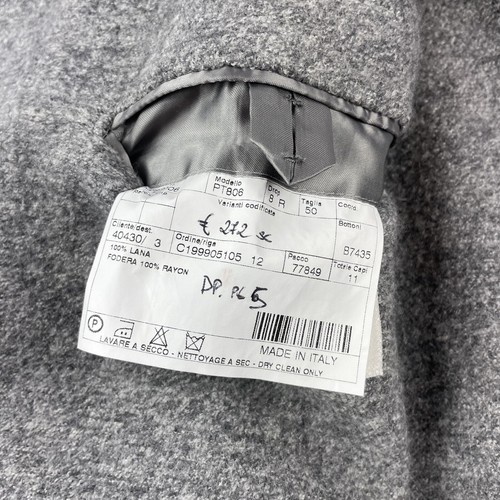 Modello Drop Taglia Conf.
PT806 8 R 50
Varianti codificate Bottoni
€ 272 sc B7435
Cliente/dest. Ordine/riga Pacco Totale Capi
40430/ 3 C199905105 12 77849 11
100% LANA
FODERA 100% RAYON
DP. PL 5
P
MADE IN ITALY
LAVARE A SECCO - NETTOYAGE A SEC - DRY CLEAN ONLY